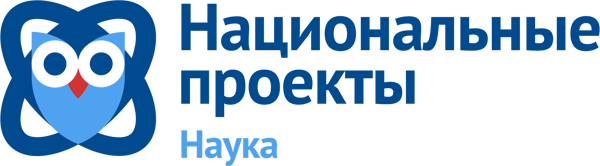 Национальные
проекты
Наука